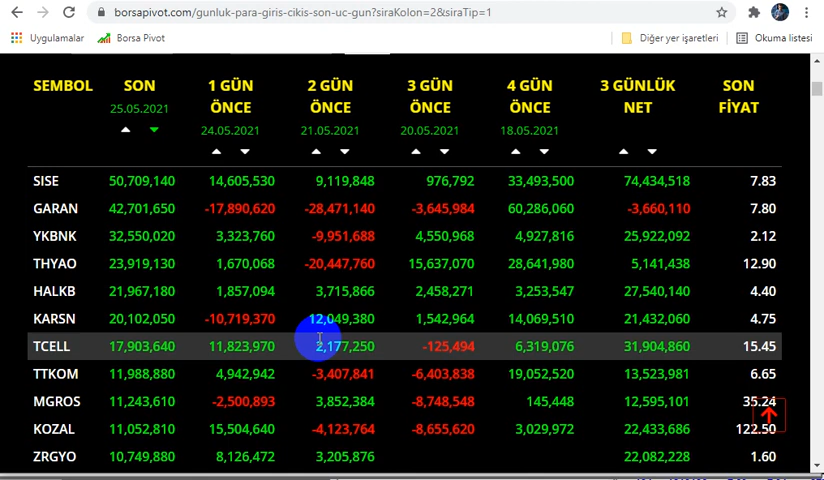 borsapivot.com/gunluk-para-giris-cikis-son-uc-gun?siraKolon=2&siraTip=1
Uygulamalar Borsa Pivot Diğer yer işaretleri Okuma listesi
SEMBOL SON 1 GÜN ÖNCE 2 GÜN ÖNCE 3 GÜN ÖNCE 4 GÜN ÖNCE 3 GÜNLÜK NET SON FİYAT
25.05.2021 24.05.2021 21.05.2021 20.05.2021 18.05.2021
SISE 50,709,140 14,605,530 9,119,848 976,792 33,493,500 74,434,518 7.83
GARAN 42,701,650 -17,890,620 -28,471,140 -3,645,984 60,286,060 -3,660,110 7.80
YKBNK 32,550,020 3,323,760 -9,951,688 4,550,968 4,927,816 25,922,092 2.12
THYAO 23,919,130 1,670,068 -20,447,760 15,637,070 28,641,980 5,141,438 12.90
HALKB 21,967,180 1,857,094 3,715,866 2,458,271 3,253,547 27,540,140 4.40
KARSN 20,102,050 -10,719,370 12,049,380 1,542,964 14,069,510 21,432,060 4.75
TCELL 17,903,640 11,823,970 2,177,250 -125,494 6,319,076 31,904,860 15.45
TTKOM 11,988,880 4,942,942 -3,407,841 -6,403,838 19,052,520 13,523,981 6.65
MGROS 11,243,610 -2,500,893 3,852,384 -8,748,548 145,448 12,595,101 35.24
KOZAL 11,052,810 15,504,640 -4,123,764 -8,655,620 3,029,972 22,433,686 122.50
ZRGYO 10,749,880 8,126,472 3,205,876 22,082,228 1.60